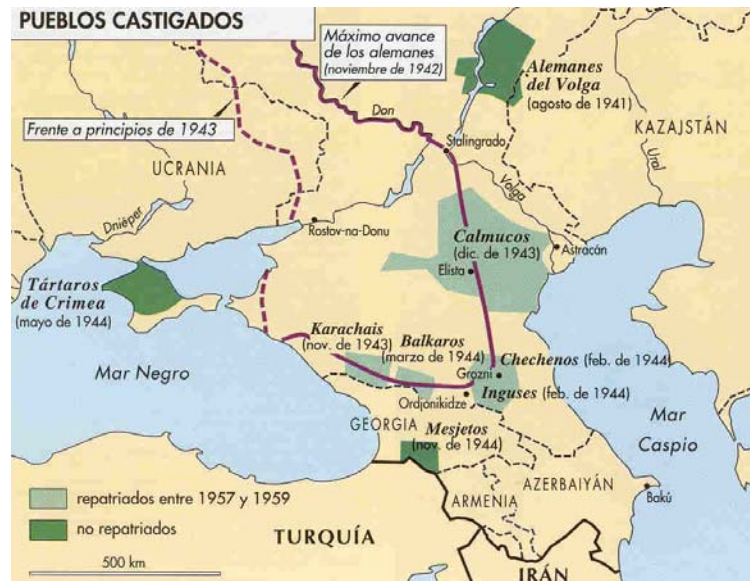 PUEBLOS CASTIGADOS
Máximo avance
de los alemanes
(noviembre de 1942)
Alemanes
del Volga
(agosto de 1941)
Frente a principios de 1943
Don
KAZAJSTÁN
UCRANIA
Stalingrado
Ural
Volga
Dniéper
Rostov-na-Donu
Calmucos
(dic. de 1943)
Astracán
Elista
Tártaros
de Crimea
(mayo de 1944)
Karachais
(nov. de 1943)
Balkaros
(marzo de 1944)
Chechenos (feb. de 1944)
Grozni
Inguses (feb. de 1944)
Mar Negro
Ordjonikidze
GEORGIA
Mesjetos
(nov. de 1944)
Mar
Caspio
repatriados entre 1957 y 1959
no repatriados
ARMENIA
AZERBAIYÁN
Bakú
TURQUÍA
500 km
IRÁN